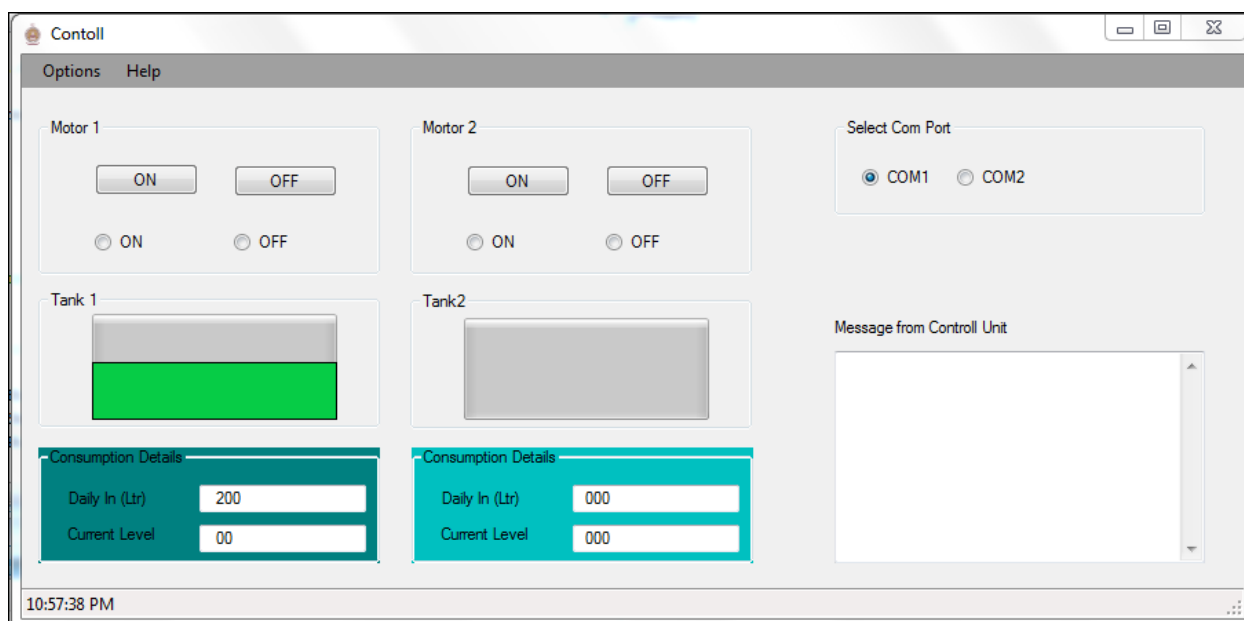 Contoll
Options Help
Motor 1
ON OFF
ON OFF
Mortor 2
ON OFF
ON OFF
Select Com Port
COM1 COM2
Tank 1
Tank2
Message from Controll Unit
Consumption Details
Daily In (Ltr) 200
Current Level 00
Consumption Details
Daily In (Ltr) 000
Current Level 000
10:57:38 PM